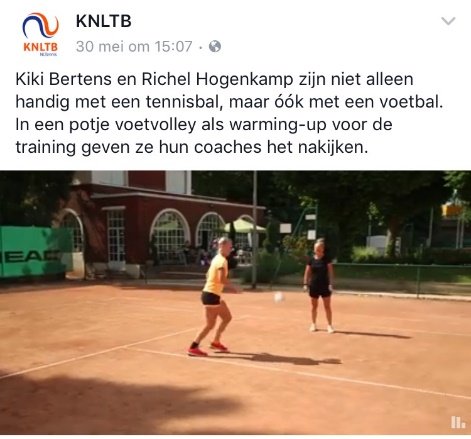 KNLTB
KNLTB
30 mei om 15:07 ·
Kiki Bertens en Richel Hogenkamp zijn niet alleen
handig met een tennisbal, maar óók met een voetbal.
In een potje voetvolley als warming-up voor de
training geven ze hun coaches het nakijken.
HEAD